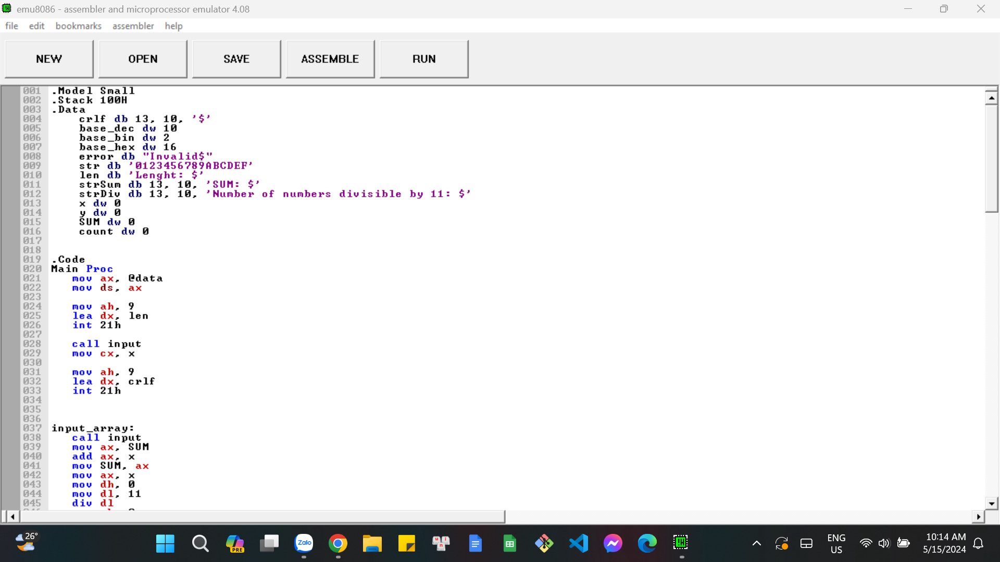 emu8086 - assembler and microprocessor emulator 4.08
file edit bookmarks assembler help
NEW OPEN SAVE ASSEMBLE RUN
001 .Model Small
002 .Stack 100H
003 .Data
004 crlf db 13, 10, '$'
005 base_dec dw 10
006 base_bin dw 2
007 base_hex dw 16
008 error db "Invalid$"
009 str db '0123456789ABCDEF'
010 len db 'Lenght: $'
011 strSum db 13, 10, 'SUM: $'
012 strDiv db 13, 10, 'Number of numbers divisible by 11: $'
013 x dw 0
014 y dw 0
015 SUM dw 0
016 count dw 0
017
018
019 .Code
020 Main Proc
021 mov ax, @data
022 mov ds, ax
023
024 mov ah, 9
025 lea dx, len
026 int 21h
027
028 call input
029 mov cx, x
030
031 mov ah, 9
032 lea dx, crlf
033 int 21h
034
035
036
037 input_array:
038 call input
039 mov ax, SUM
040 add ax, x
041 mov SUM, ax
042 mov ax, x
043 mov dh, 0
044 mov dl, 11
045 div dl
26°
PRE
Zalo
ENG
US
10:14 AM
5/15/2024